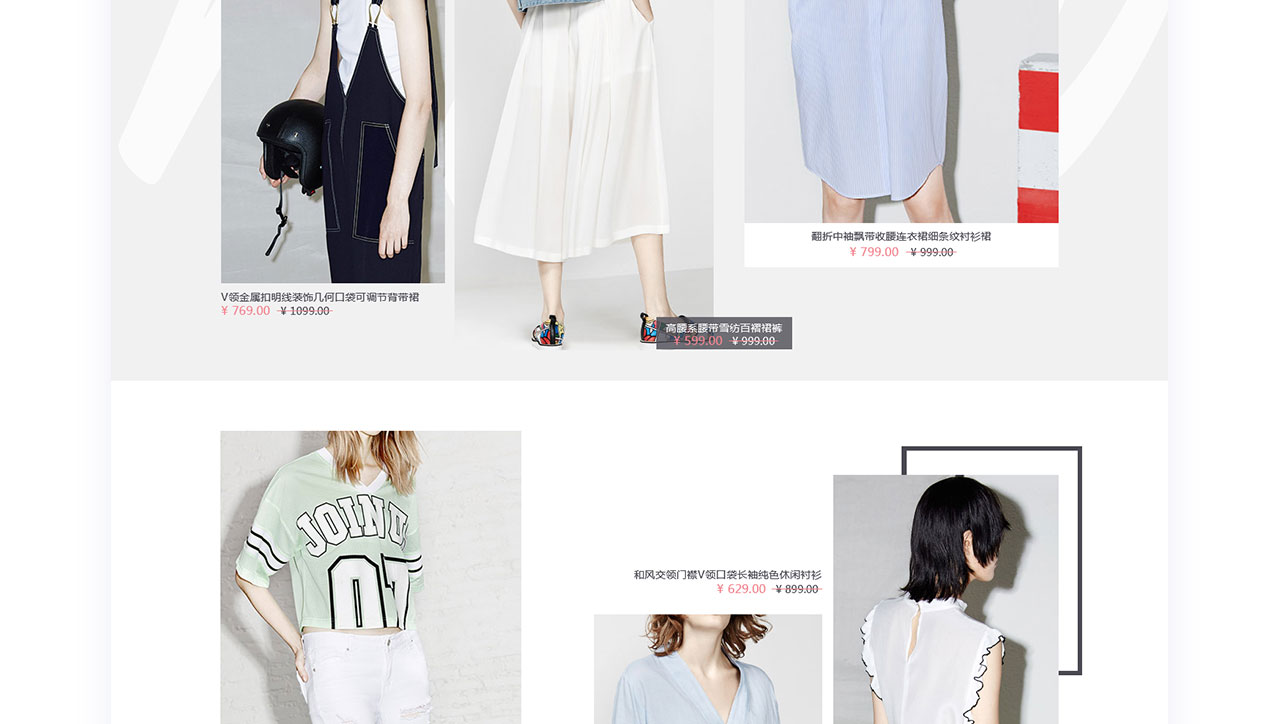 翻折中袖飘带收腰连衣裙细条纹衬衫裙
¥ 799.00 ¥ 999.00
V领金属扣明线装饰几何口袋可调节背带裙
¥ 769.00 ¥ 1099.00
高腰系腰带雪纺百褶裙裤
¥ 599.00 ¥ 999.00
JOINO
07
和风交领门襟V领口袋长袖纯色休闲衬衫
¥ 629.00 ¥ 899.00